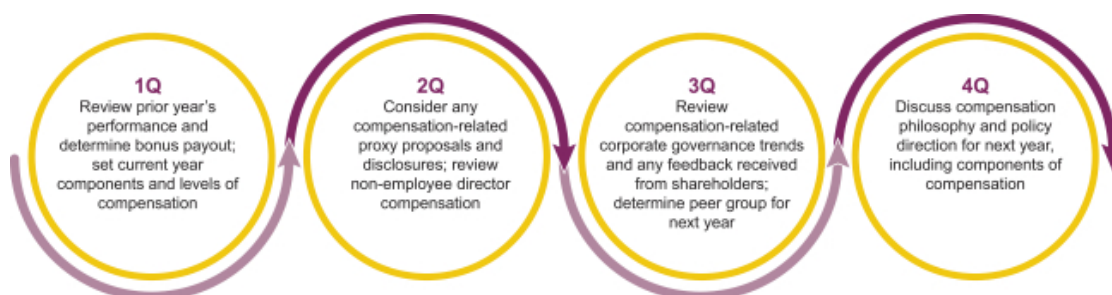 1Q
Review prior year's
performance and
determine bonus payout;
set current year
components and levels of
compensation
2Q
Consider any
compensation-related
proxy proposals and
disclosures; review
non-employee director
compensation
3Q
Review
compensation-related
corporate governance trends
and any feedback received
from shareholders;
determine peer group for
next year
4Q
Discuss compensation
philosophy and policy
direction for next year,
including components of
compensation